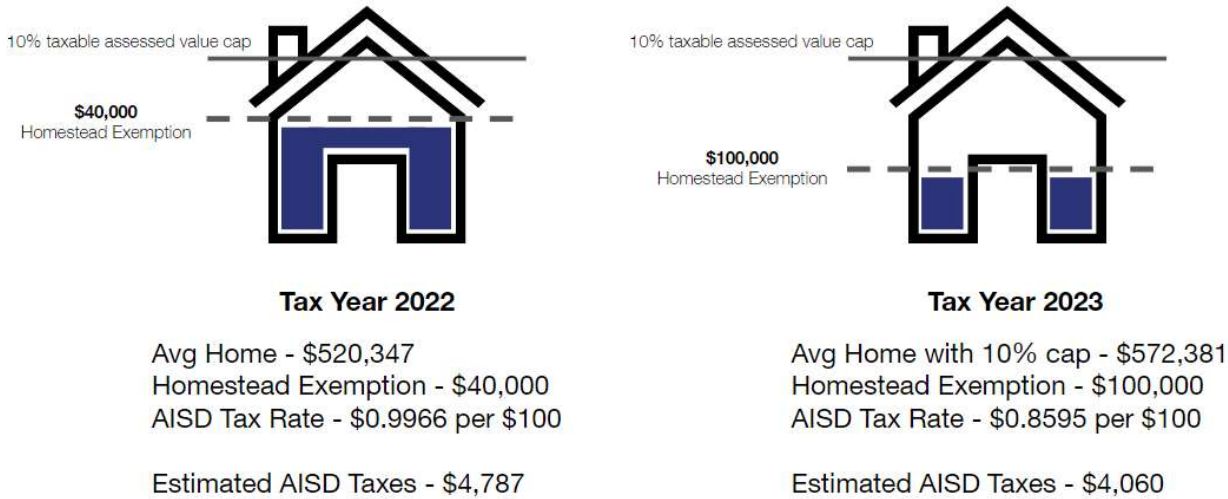 10% taxable assessed value cap
$40,000
Homestead Exemption
Tax Year 2022
Avg Home - $520,347
Homestead Exemption - $40,000
AISD Tax Rate - $0.9966 per $100
Estimated AISD Taxes - $4,787
10% taxable assessed value cap
$100,000
Homestead Exemption
Tax Year 2023
Avg Home with 10% cap - $572,381
Homestead Exemption - $100,000
AISD Tax Rate - $0.8595 per $100
Estimated AISD Taxes - $4,060